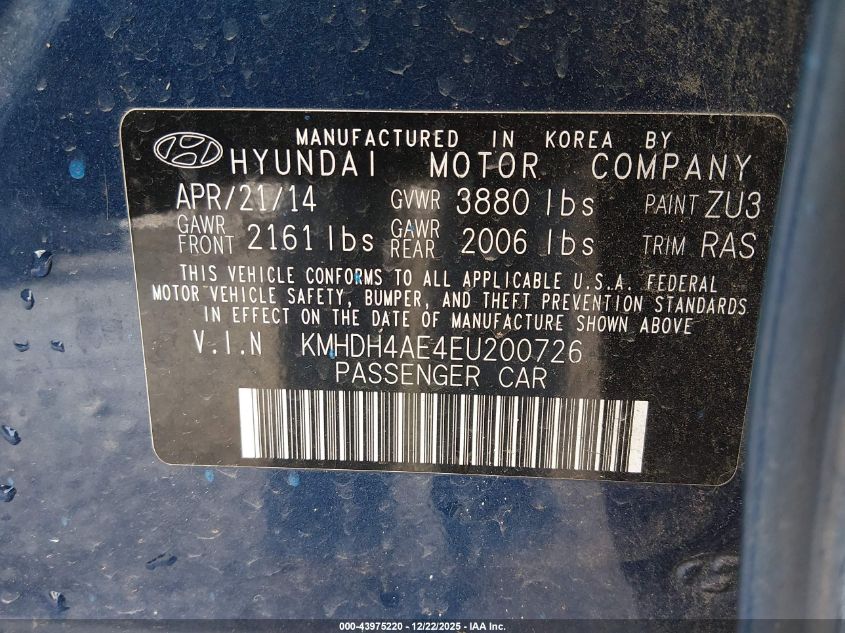 MANUFACTURED IN KOREA BY
HYUNDAI MOTOR COMPANY
APR/21/14 GVWR 3880 lbs PAINT ZU3
GAWR FRONT 2161 lbs GAWR REAR 2006 lbs TRIM RAS
THIS VEHICLE CONFORMS TO ALL APPLICABLE U.S.A. FEDERAL
MOTOR VEHICLE SAFETY, BUMPER, AND THEFT PREVENTION STANDARDS
IN EFFECT ON THE DATE OF MANUFACTURE SHOWN ABOVE
V.I.N KMHDH4AE4EU200726
PASSENGER CAR
000-43975220 - 12/22/2025 - IAA Inc.